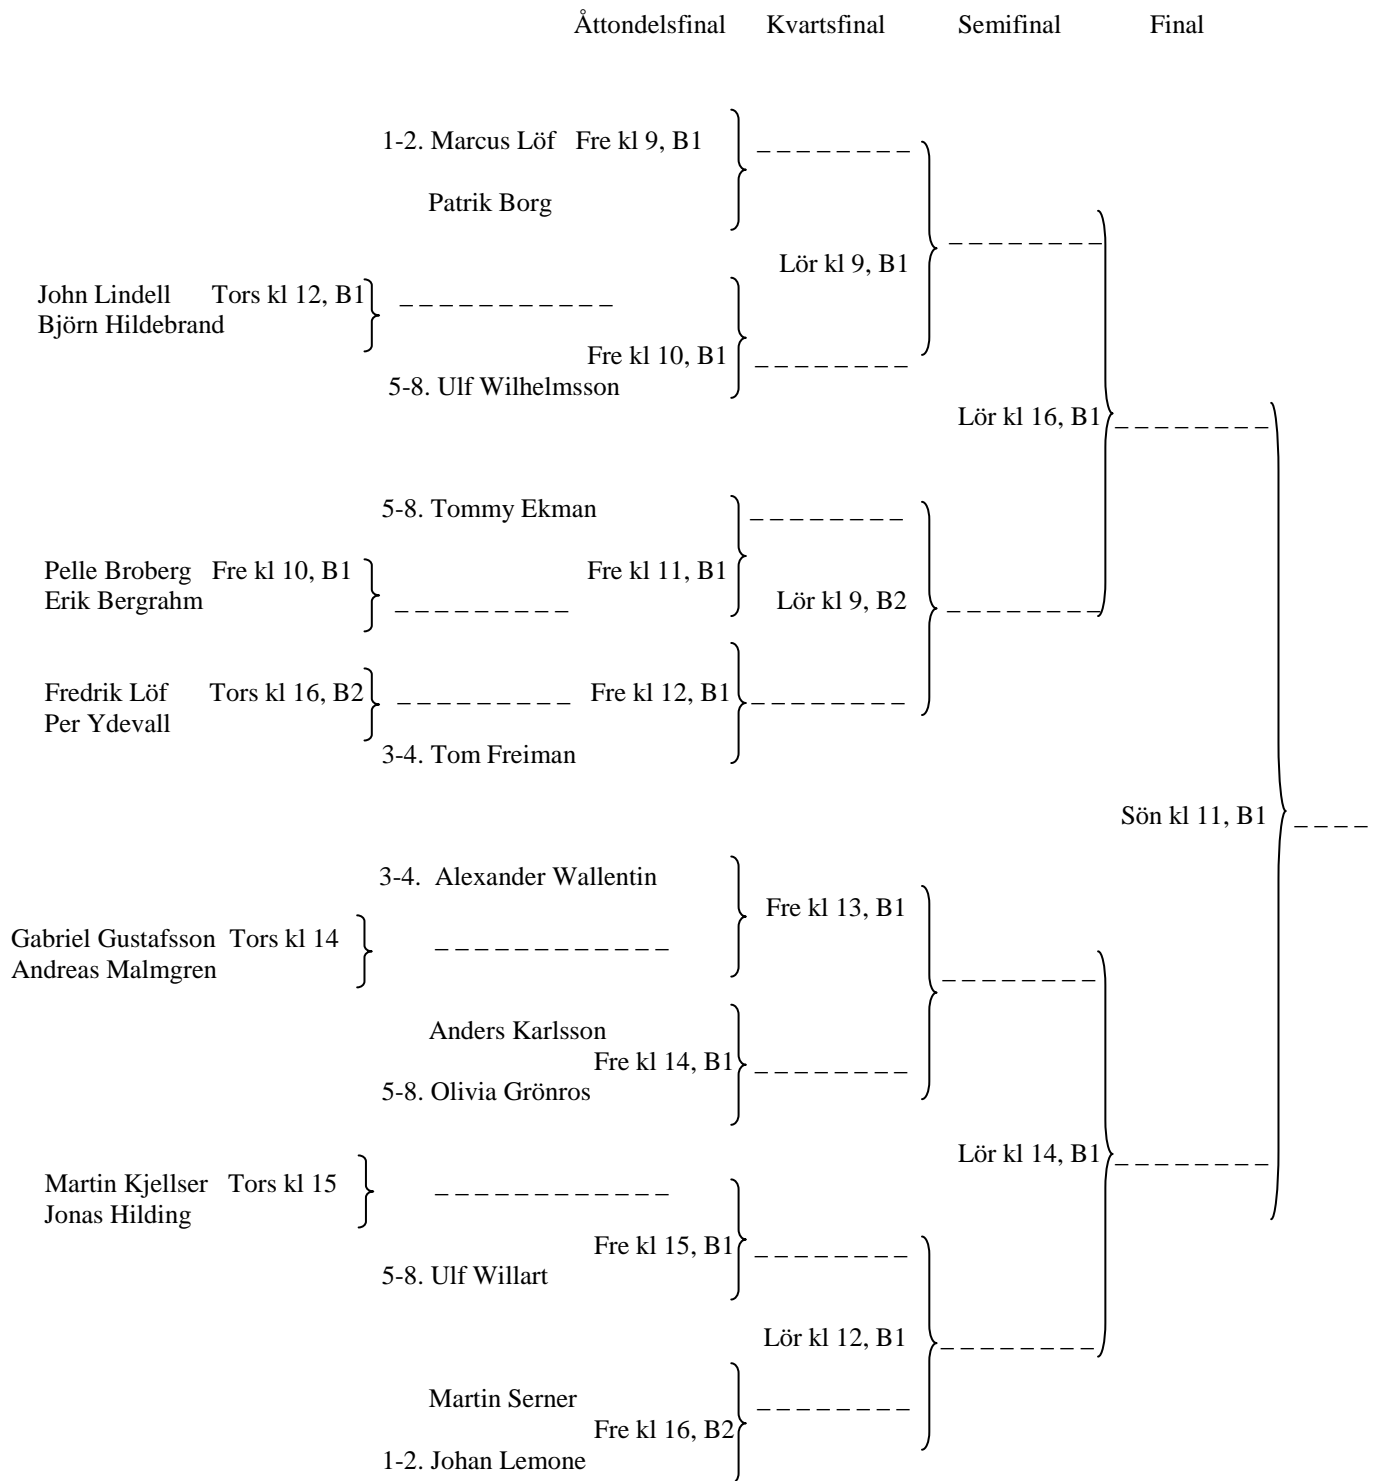 Åttondelsfinal Kvartsfinal Semifinal Final
1-2. Marcus Löf Fre kl 9, B1 _ _ _ _ _ _ _ _
Patrik Borg
_ _ _ _ _ _ _ _
Lör kl 9, B1
John Lindell Tors kl 12, B1 _ _ _ _ _ _ _ _ _ _ _
Björn Hildebrand
Fre kl 10, B1 _ _ _ _ _ _ _ _
5-8. Ulf Wilhelmsson
Lör kl 16, B1 _ _ _ _ _ _ _ _
5-8. Tommy Ekman _ _ _ _ _ _ _ _
Pelle Broberg Fre kl 10, B1 Fre kl 11, B1
Erik Bergrahm _ _ _ _ _ _ _ _ _ Lör kl 9, B2 _ _ _ _ _ _ _ _
Fredrik Löf Tors kl 16, B2 _ _ _ _ _ _ _ _ _ Fre kl 12, B1 _ _ _ _ _ _ _ _
Per Ydevall
3-4. Tom Freiman
Sön kl 11, B1 _ _ _ _
3-4. Alexander Wallentin
Fre kl 13, B1
Gabriel Gustafsson Tors kl 14 _ _ _ _ _ _ _ _ _ _ _ _
Andreas Malmgren _ _ _ _ _ _ _ _
Anders Karlsson
Fre kl 14, B1 _ _ _ _ _ _ _ _
5-8. Olivia Grönros
Lör kl 14, B1 _ _ _ _ _ _ _ _
Martin Kjellser Tors kl 15 _ _ _ _ _ _ _ _ _ _ _ _
Jonas Hilding
Fre kl 15, B1 _ _ _ _ _ _ _ _
5-8. Ulf Willart
Lör kl 12, B1 _ _ _ _ _ _ _ _
Martin Serner _ _ _ _ _ _ _ _
Fre kl 16, B2
1-2. Johan Lemone